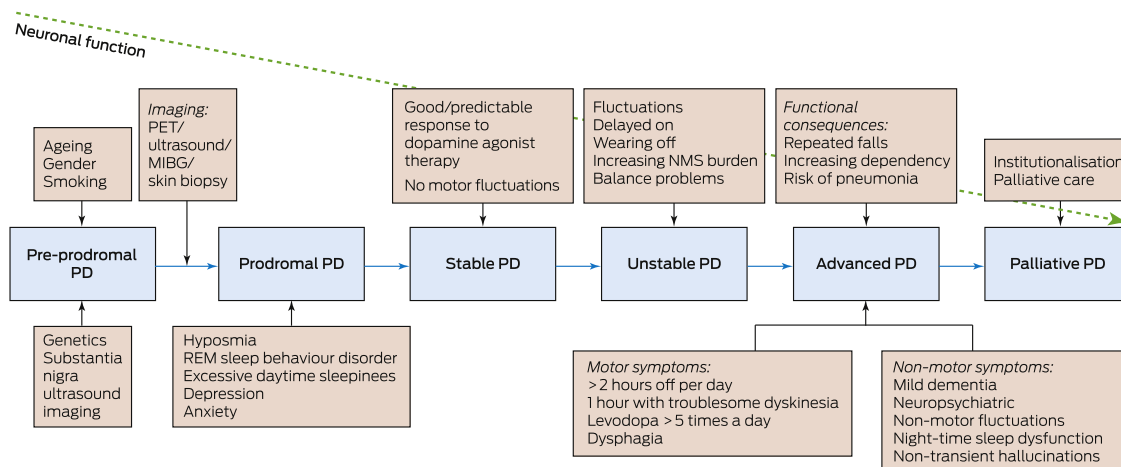 Neuronal function
Imaging:
PET/
ultrasound/
MIBG/
skin biopsy
Ageing
Gender
Smoking
Good/predictable
response to
dopamine agonist
therapy
No motor fluctuations
Fluctuations
Delayed on
Wearing off
Increasing NMS burden
Balance problems
Functional
consequences:
Repeated falls
Increasing dependency
Risk of pneumonia
Institutionalisation
Palliative care
Pre-prodromal
PD
Prodromal PD
Stable PD
Unstable PD
Advanced PD
Palliative PD
Genetics
Substantia
nigra
ultrasound
imaging
Hyposmia
REM sleep behaviour disorder
Excessive daytime sleepinees
Depression
Anxiety
Motor symptoms:
>2 hours off per day
1 hour with troublesome dyskinesia
Levodopa >5 times a day
Dysphagia
Non-motor symptoms:
Mild dementia
Neuropsychiatric
Non-motor fluctuations
Night-time sleep dysfunction
Non-transient hallucinations